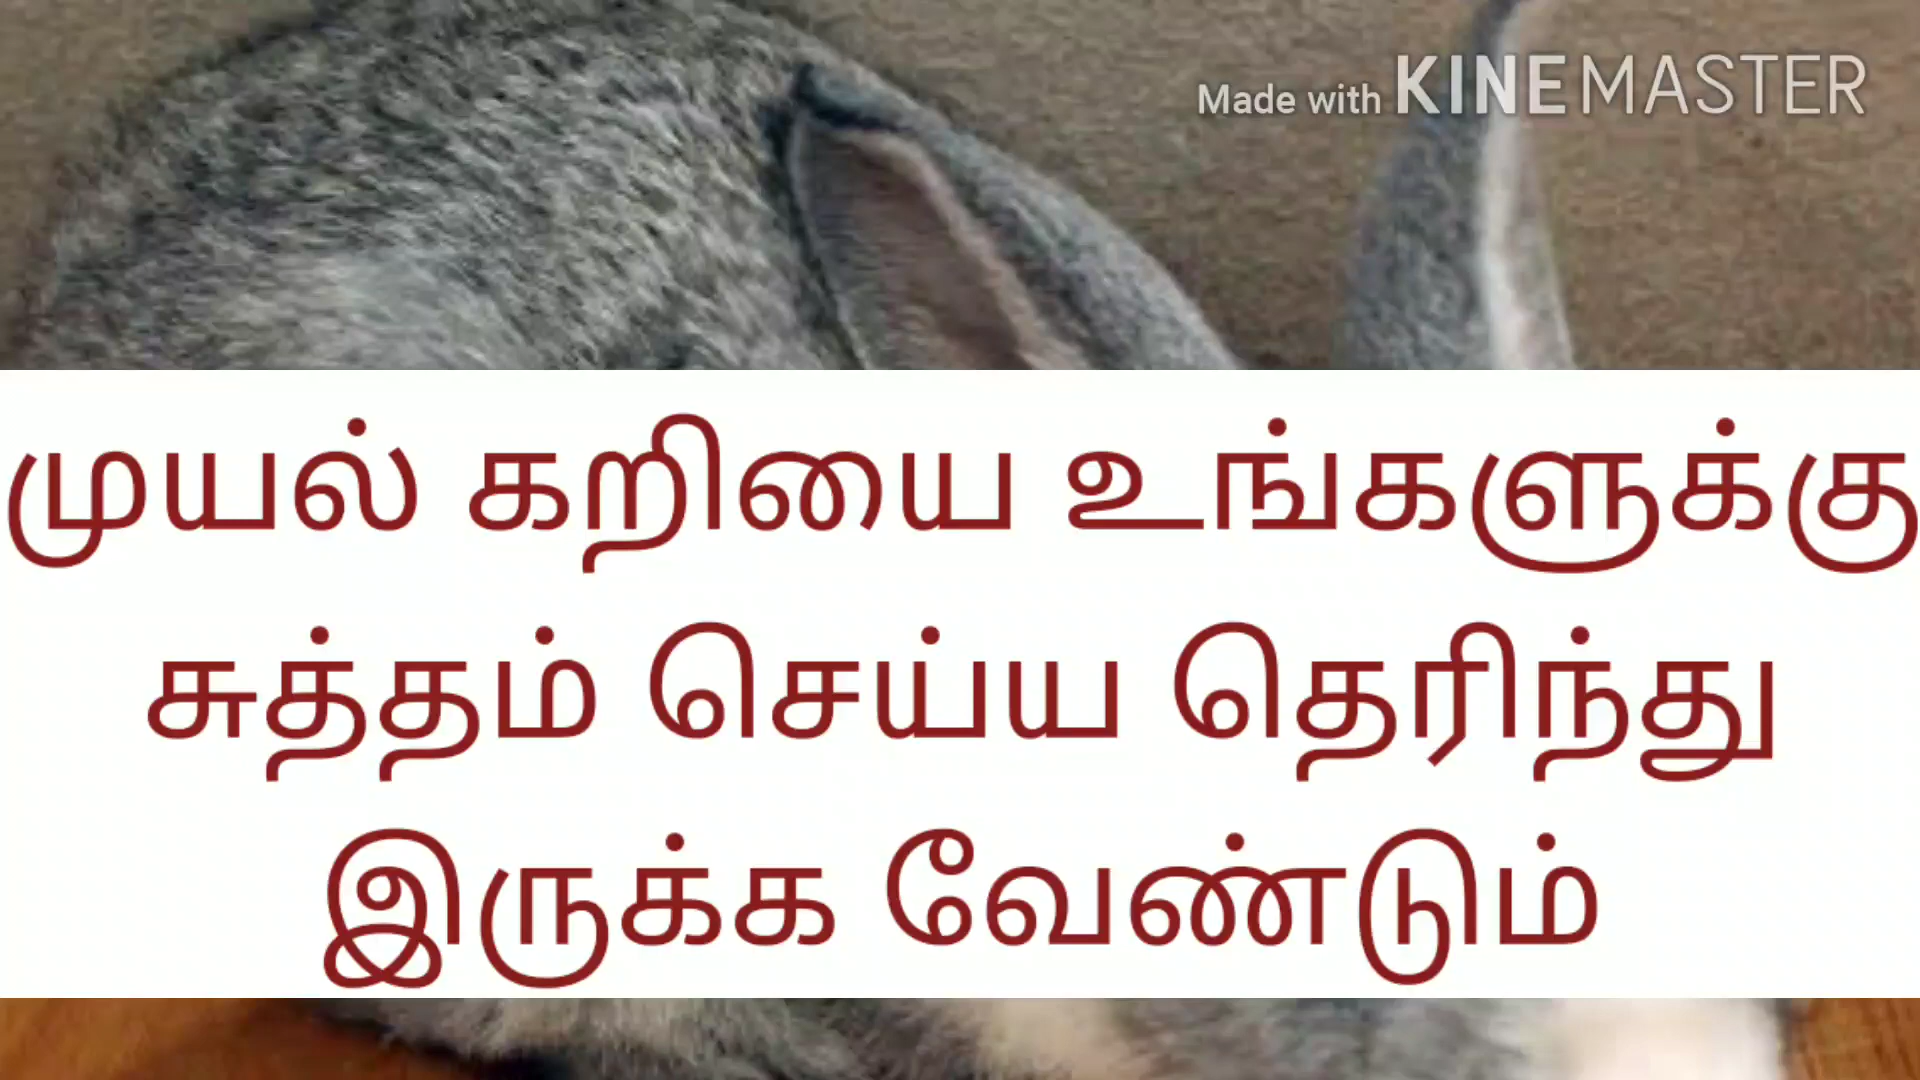 Made with KINEMASTER
முயல் கறியை உங்களுக்கு
சுத்தம் செய்ய தெரிந்து
இருக்க வேண்டும்